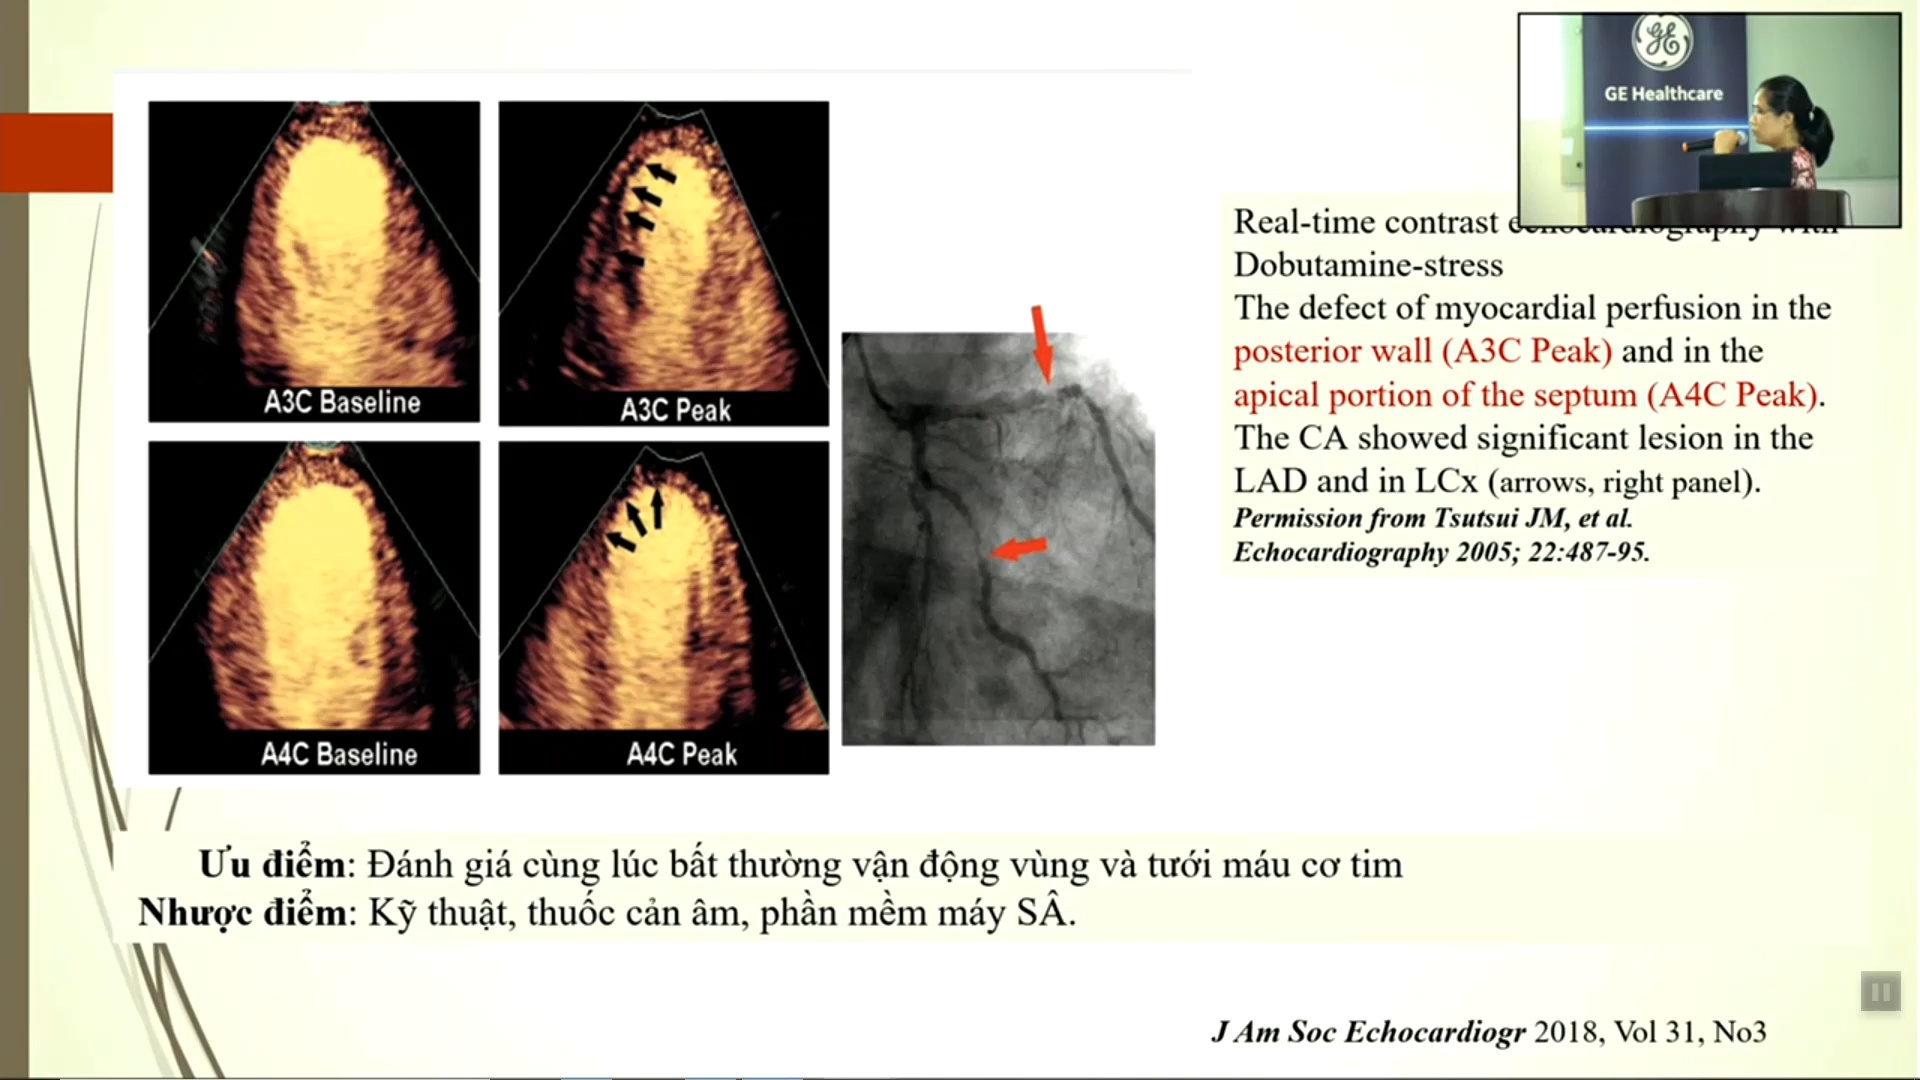 GE Healthcare
A3C Baseline
A3C Peak
A4C Baseline
A4C Peak
Real-time contrast echocardiography with
Dobutamine-stress
The defect of myocardial perfusion in the
posterior wall (A3C Peak) and in the
apical portion of the septum (A4C Peak).
The CA showed significant lesion in the
LAD and in LCx (arrows, right panel).
Permission from Tsutsui JM, et al.
Echocardiography 2005; 22:487-95.
Ưu điểm: Đánh giá cùng lúc bất thường vận động vùng và tưới máu cơ tim
Nhược điểm: Kỹ thuật, thuốc cản âm, phần mềm máy SÂ.
J Am Soc Echocardiogr 2018, Vol 31, No3